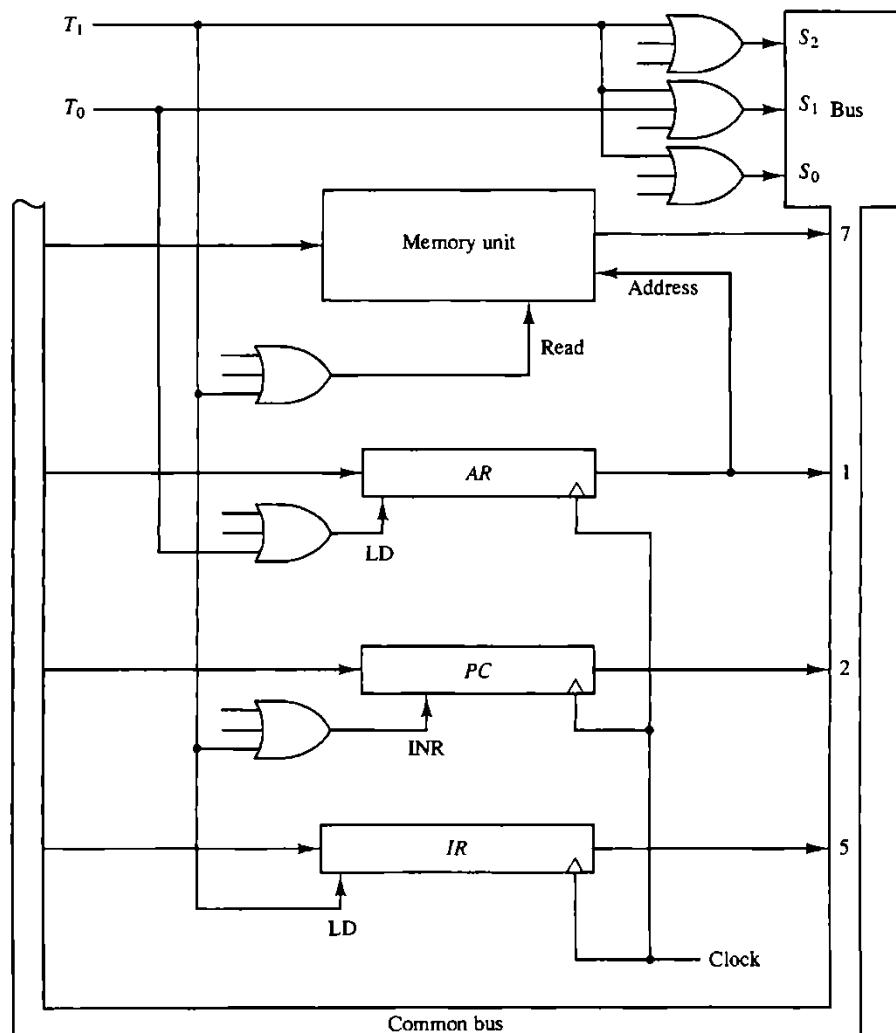 T₁
S₂
T₀
S₁ Bus
S₀
Memory unit
7
Address
Read
AR
1
LD
PC
2
INR
IR
5
LD
Clock
Common bus